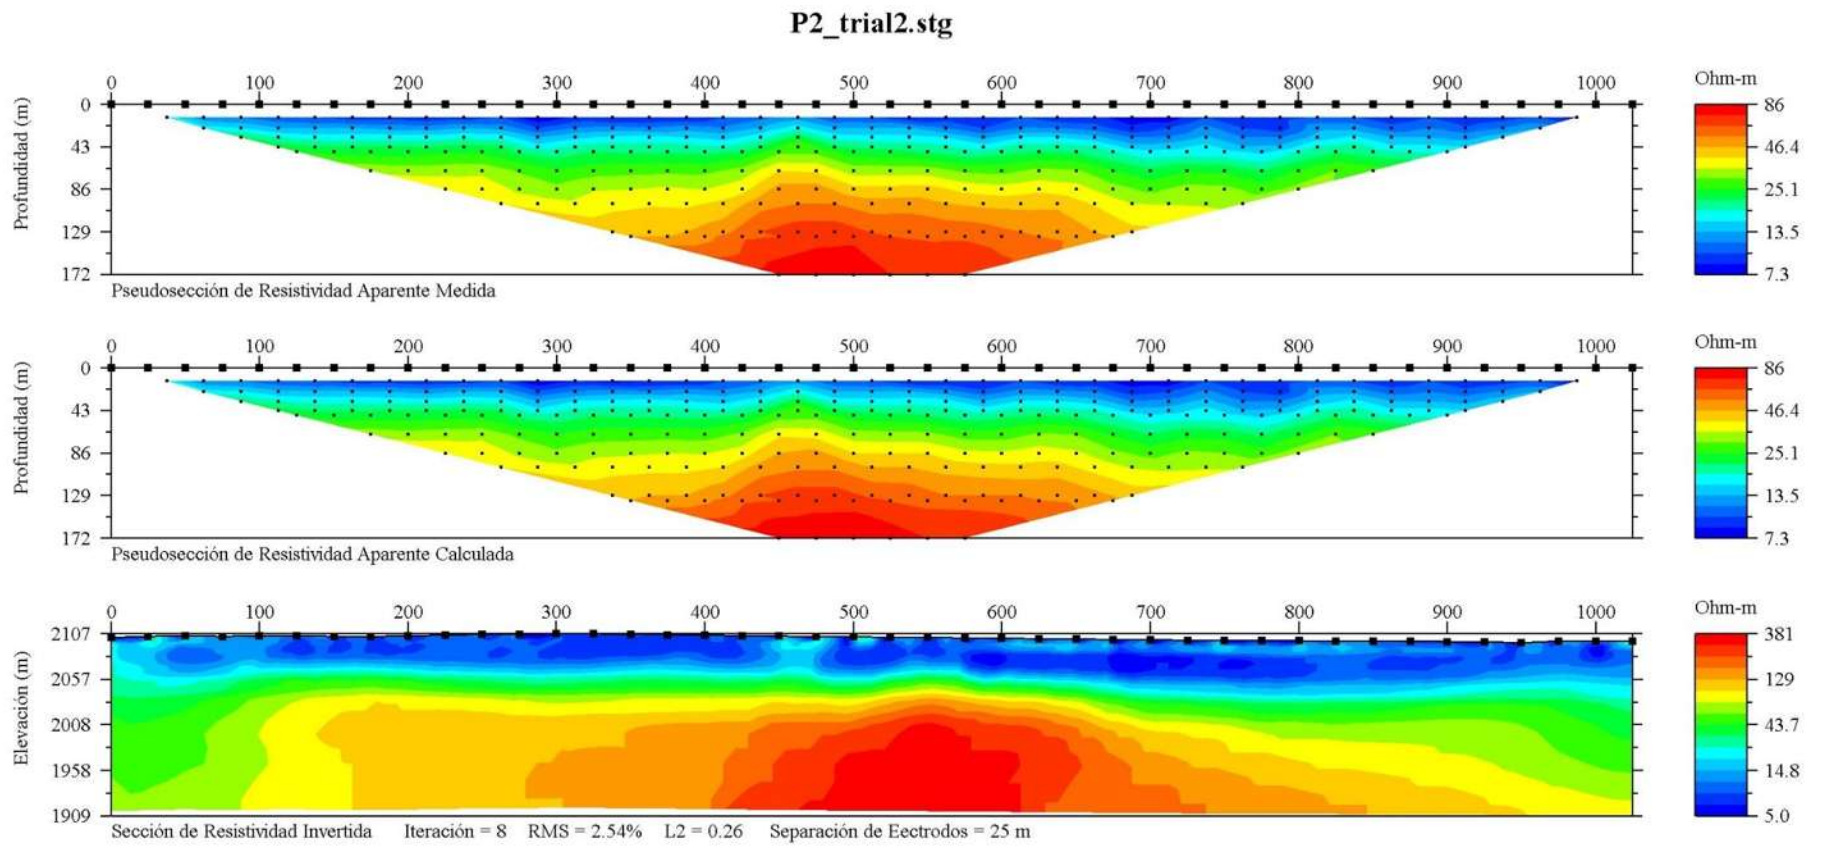 P2_trial2.stg
0 100 200 300 400 500 600 700 800 900 1000
Ohm-m
Profundidad (m)
0
43
86
129
172
86
46.4
25.1
13.5
7.3
Pseudosección de Resistividad Aparente Medida
0 100 200 300 400 500 600 700 800 900 1000
Ohm-m
Profundidad (m)
0
43
86
129
172
86
46.4
25.1
13.5
7.3
Pseudosección de Resistividad Aparente Calculada
0 100 200 300 400 500 600 700 800 900 1000
Ohm-m
Elevación (m)
2107
2057
2008
1958
1909
381
129
43.7
14.8
5.0
Sección de Resistividad Invertida Iteración = 8 RMS = 2.54% L2 = 0.26 Separación de Eectrodos = 25 m